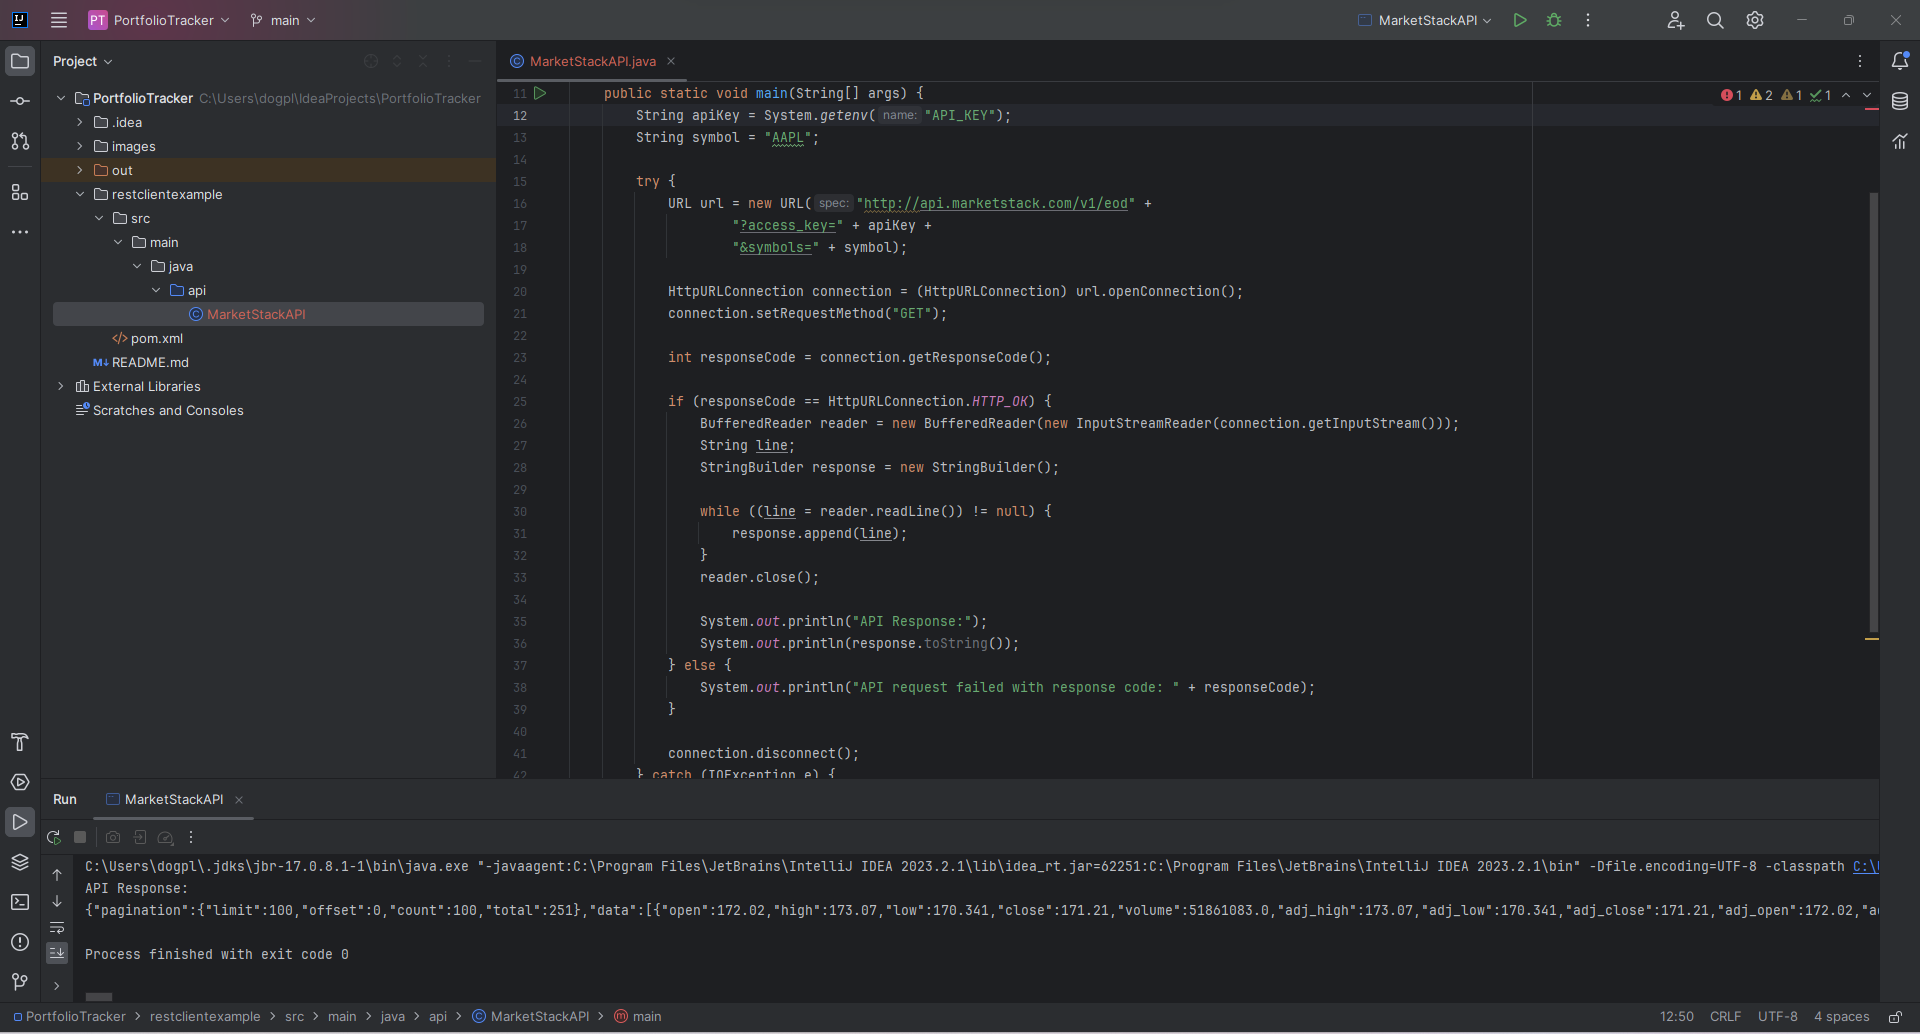 PT PortfolioTracker main MarketStackAPI
Project
MarketStackAPI.java
PortfolioTracker C:\Users\dogpl\IdeaProjects\PortfolioTracker
.idea
images
out
restclientexample
src
main
java
api
MarketStackAPI
pom.xml
README.md
External Libraries
Scratches and Consoles
1 2 1 1
11 public static void main(String[] args) {
12 String apiKey = System.getenv( name: "API_KEY");
13 String symbol = "AAPL";
14
15 try {
16 URL url = new URL( spec: "http://api.marketstack.com/v1/eod" +
17 "?access_key=" + apiKey +
18 "&symbols=" + symbol);
19
20 HttpURLConnection connection = (HttpURLConnection) url.openConnection();
21 connection.setRequestMethod("GET");
22
23 int responseCode = connection.getResponseCode();
24
25 if (responseCode == HttpURLConnection.HTTP_OK) {
26 BufferedReader reader = new BufferedReader(new InputStreamReader(connection.getInputStream()));
27 String line;
28 StringBuilder response = new StringBuilder();
29
30 while ((line = reader.readLine()) != null) {
31 response.append(line);
32 }
33 reader.close();
34
35 System.out.println("API Response:");
36 System.out.println(response.toString());
37 } else {
38 System.out.println("API request failed with response code: " + responseCode);
39 }
40
41 connection.disconnect();
42 } catch (IOException e) {
Run MarketStackAPI
C:\Users\dogpl\.jdks\jbr-17.0.8.1-1\bin\java.exe "-javaagent:C:\Program Files\JetBrains\IntelliJ IDEA 2023.2.1\lib\idea_rt.jar=62251:C:\Program Files\JetBrains\IntelliJ IDEA 2023.2.1\bin" -Dfile.encoding=UTF-8 -classpath C:\
API Response:
{"pagination":{"limit":100,"offset":0,"count":100,"total":251},"data":[{"open":172.02,"high":173.07,"low":170.341,"close":171.21,"volume":51861083.0,"adj_high":173.07,"adj_low":170.341,"adj_close":171.21,"adj_open":172.02,"a
Process finished with exit code 0
PortfolioTracker > restclientexample > src > main > java > api > MarketStackAPI > main 12:50 CRLF UTF-8 4 spaces